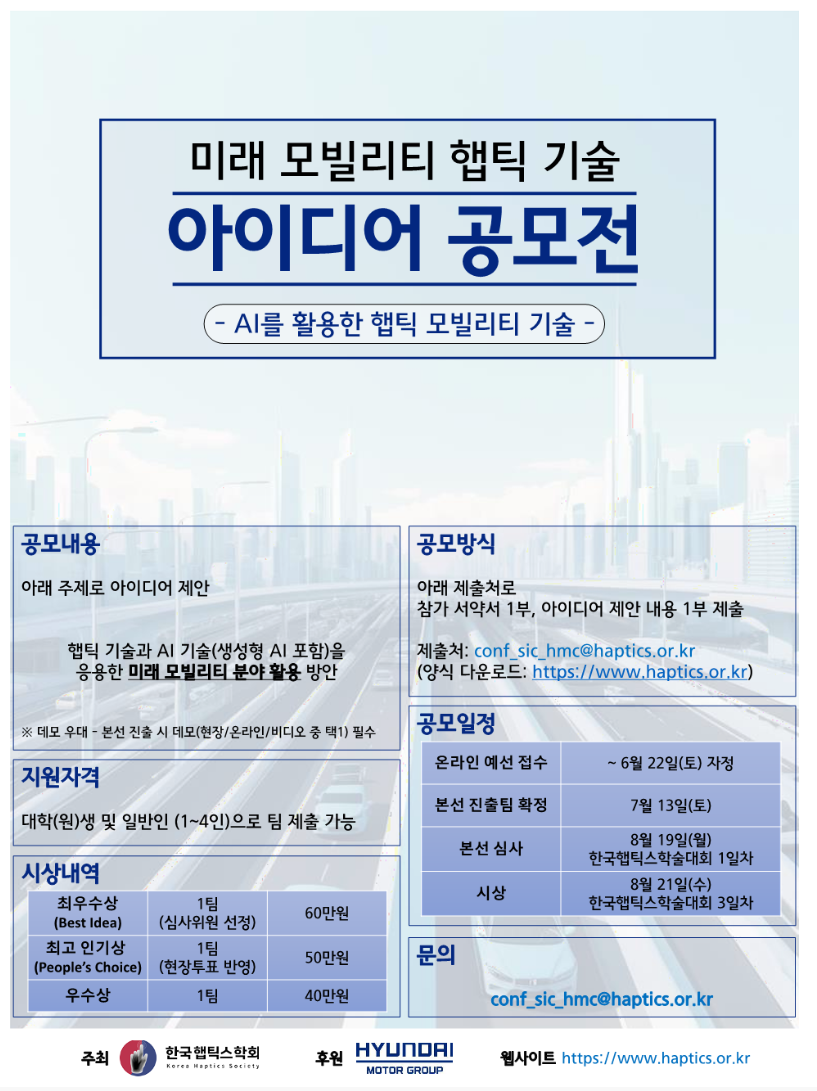 미래 모빌리티 햅틱 기술
아이디어 공모전
- AI를 활용한 햅틱 모빌리티 기술 -
공모내용
아래 주제로 아이디어 제안
햅틱 기술과 AI 기술(생성형 AI 포함)을
응용한 미래 모빌리티 분야 활용 방안
※ 데모 우대 - 본선 진출 시 데모(현장/온라인/비디오 중 택1) 필수
지원자격
대학(원)생 및 일반인 (1~4인)으로 팀 제출 가능
시상내역
최우수상
(Best Idea)
1팀
(심사위원 선정)
60만원
최고 인기상
(People's Choice)
1팀
(현장투표 반영)
50만원
우수상
1팀
40만원
공모방식
아래 제출처로
참가 서약서 1부, 아이디어 제안 내용 1부 제출
제출처: conf_sic_hmc@haptics.or.kr
(양식 다운로드: https://www.haptics.or.kr)
공모일정
온라인 예선 접수
~ 6월 22일(토) 자정
본선 진출팀 확정
7월 13일(토)
본선 심사
8월 19일(월)
한국햅틱스학술대회 1일차
시상
8월 21일(수)
한국햅틱스학술대회 3일차
문의
conf_sic_hmc@haptics.or.kr
주최
한국햅틱스학회
Korea Haptics Society
후원
HYUNDAI
MOTOR GROUP
웹사이트 https://www.haptics.or.kr